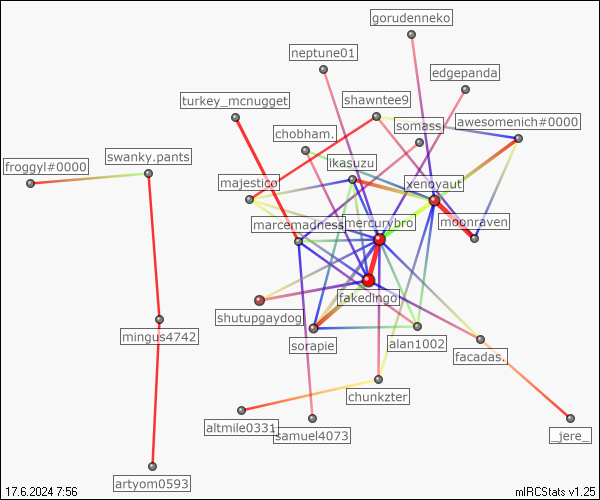 gorudenneko
neptune01
edgepanda
turkey_mcnugget
shawntee9
somass
awesomenich#0000
chobham.
froggyl#0000
swanky.pants
ikasuzu
majestico
xenoyaut
marcemadness
mercurybro
moonraven
fakedingo
shutupgaydog
mingus4742
sorapie
alan1002
facadas.
chunkzter
altmile0331
samuel4073
_jere_
artyom0593
17.6.2024 7:56
mIRCStats v1.25